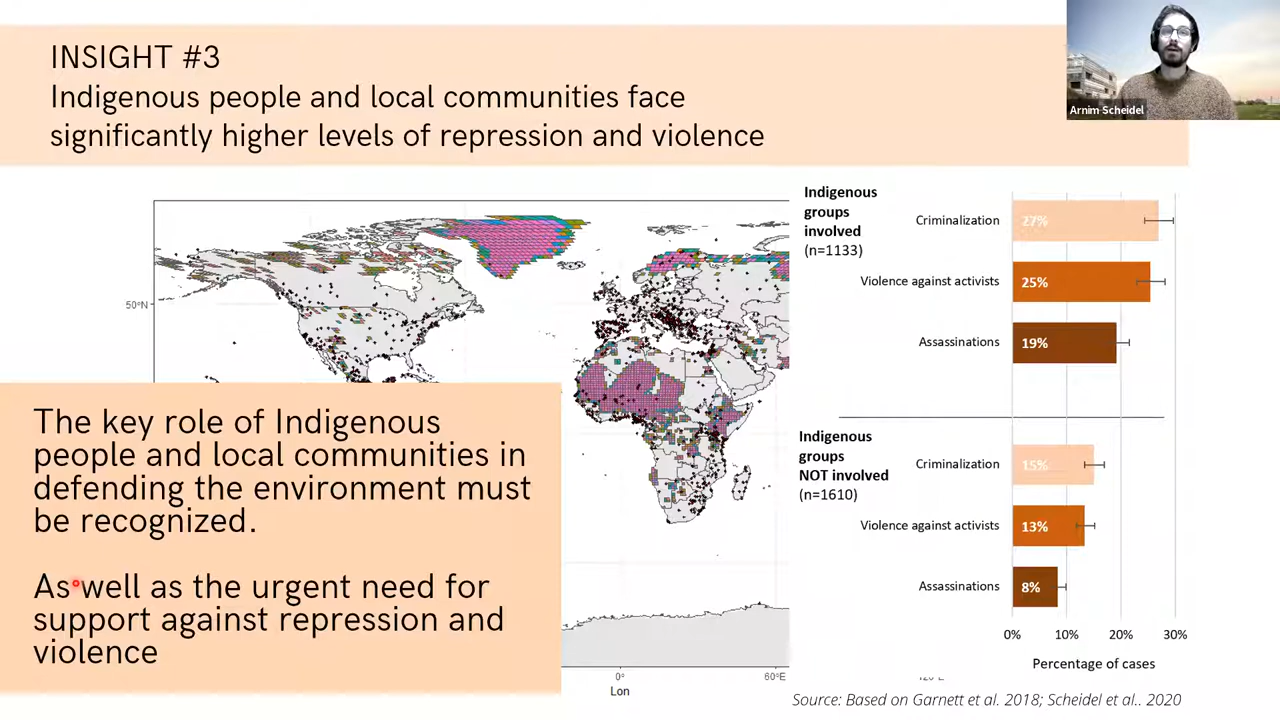 INSIGHT #3
Indigenous people and local communities face
significantly higher levels of repression and violence
Arnim Scheidel
50°N
The key role of Indigenous
people and local communities in
defending the environment must
be recognized.
As well as the urgent need for
support against repression and
violence
0°
60°E
Lon
Indigenous
groups
involved
(n=1133)
Criminalization
27%
Violence against activists
25%
Assassinations
19%
Indigenous
groups
NOT involved
(n=1610)
Criminalization
15%
Violence against activists
13%
Assassinations
8%
0%
10%
20%
30%
Percentage of cases
Source: Based on Garnett et al. 2018; Scheidel et al.. 2020